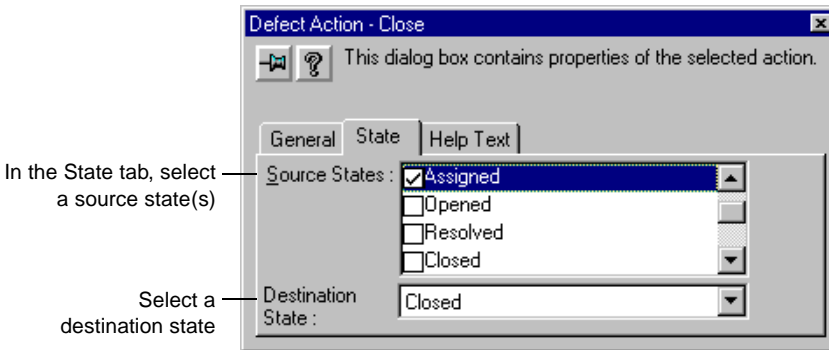 Defect Action - Close
This dialog box contains properties of the selected action.
General State Help Text
In the State tab, select
a source state(s)
Source States :
Assigned
Opened
Resolved
Closed
Select a
destination state
Destination
State :
Closed